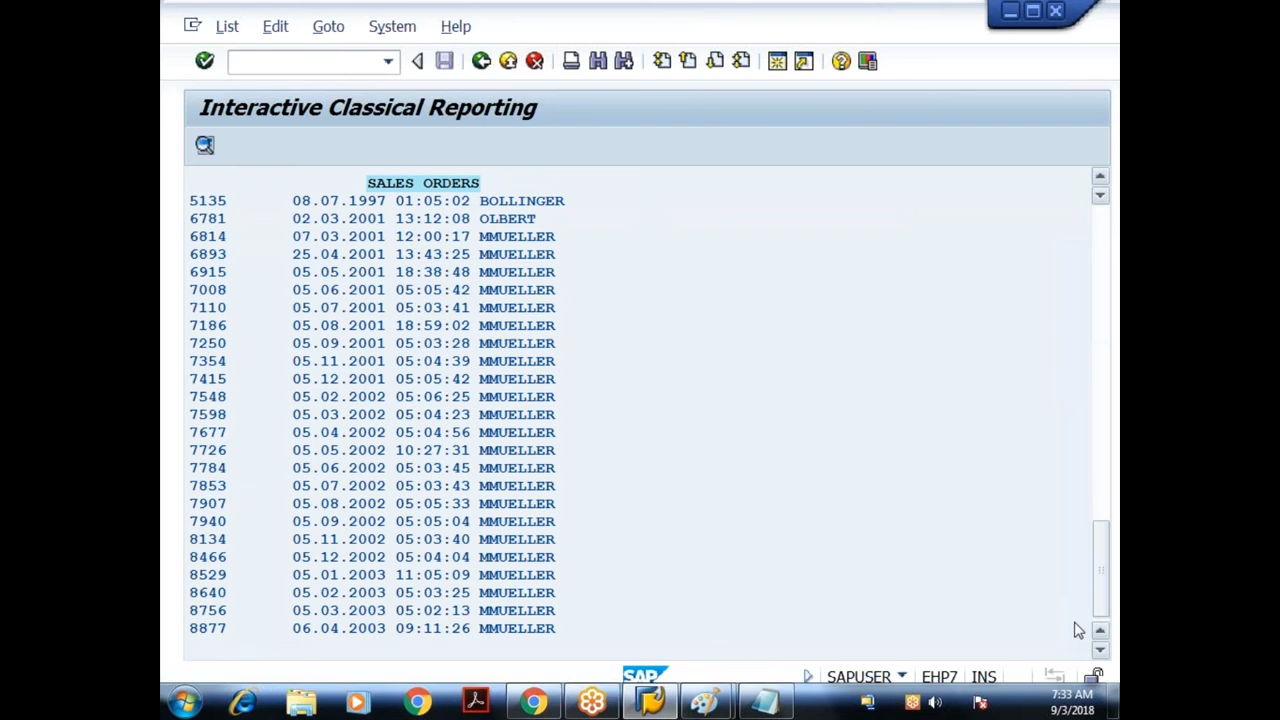 List Edit Goto System Help
Interactive Classical Reporting
SALES ORDERS
5135 08.07.1997 01:05:02 BOLLINGER
6781 02.03.2001 13:12:08 OLBERT
6814 07.03.2001 12:00:17 MMUELLER
6893 25.04.2001 13:43:25 MMUELLER
6915 05.05.2001 18:38:48 MMUELLER
7008 05.06.2001 05:05:42 MMUELLER
7110 05.07.2001 05:03:41 MMUELLER
7186 05.08.2001 18:59:02 MMUELLER
7250 05.09.2001 05:03:28 MMUELLER
7354 05.11.2001 05:04:39 MMUELLER
7415 05.12.2001 05:05:42 MMUELLER
7548 05.02.2002 05:06:25 MMUELLER
7598 05.03.2002 05:04:23 MMUELLER
7677 05.04.2002 05:04:56 MMUELLER
7726 05.05.2002 10:27:31 MMUELLER
7784 05.06.2002 05:03:45 MMUELLER
7853 05.07.2002 05:03:43 MMUELLER
7907 05.08.2002 05:05:33 MMUELLER
7940 05.09.2002 05:05:04 MMUELLER
8134 05.11.2002 05:03:40 MMUELLER
8466 05.12.2002 05:04:04 MMUELLER
8529 05.01.2003 11:05:09 MMUELLER
8640 05.02.2003 05:03:25 MMUELLER
8756 05.03.2003 05:02:13 MMUELLER
8877 06.04.2003 09:11:26 MMUELLER
SAP SAPUSER EHP7 INS
7:33 AM
9/3/2018